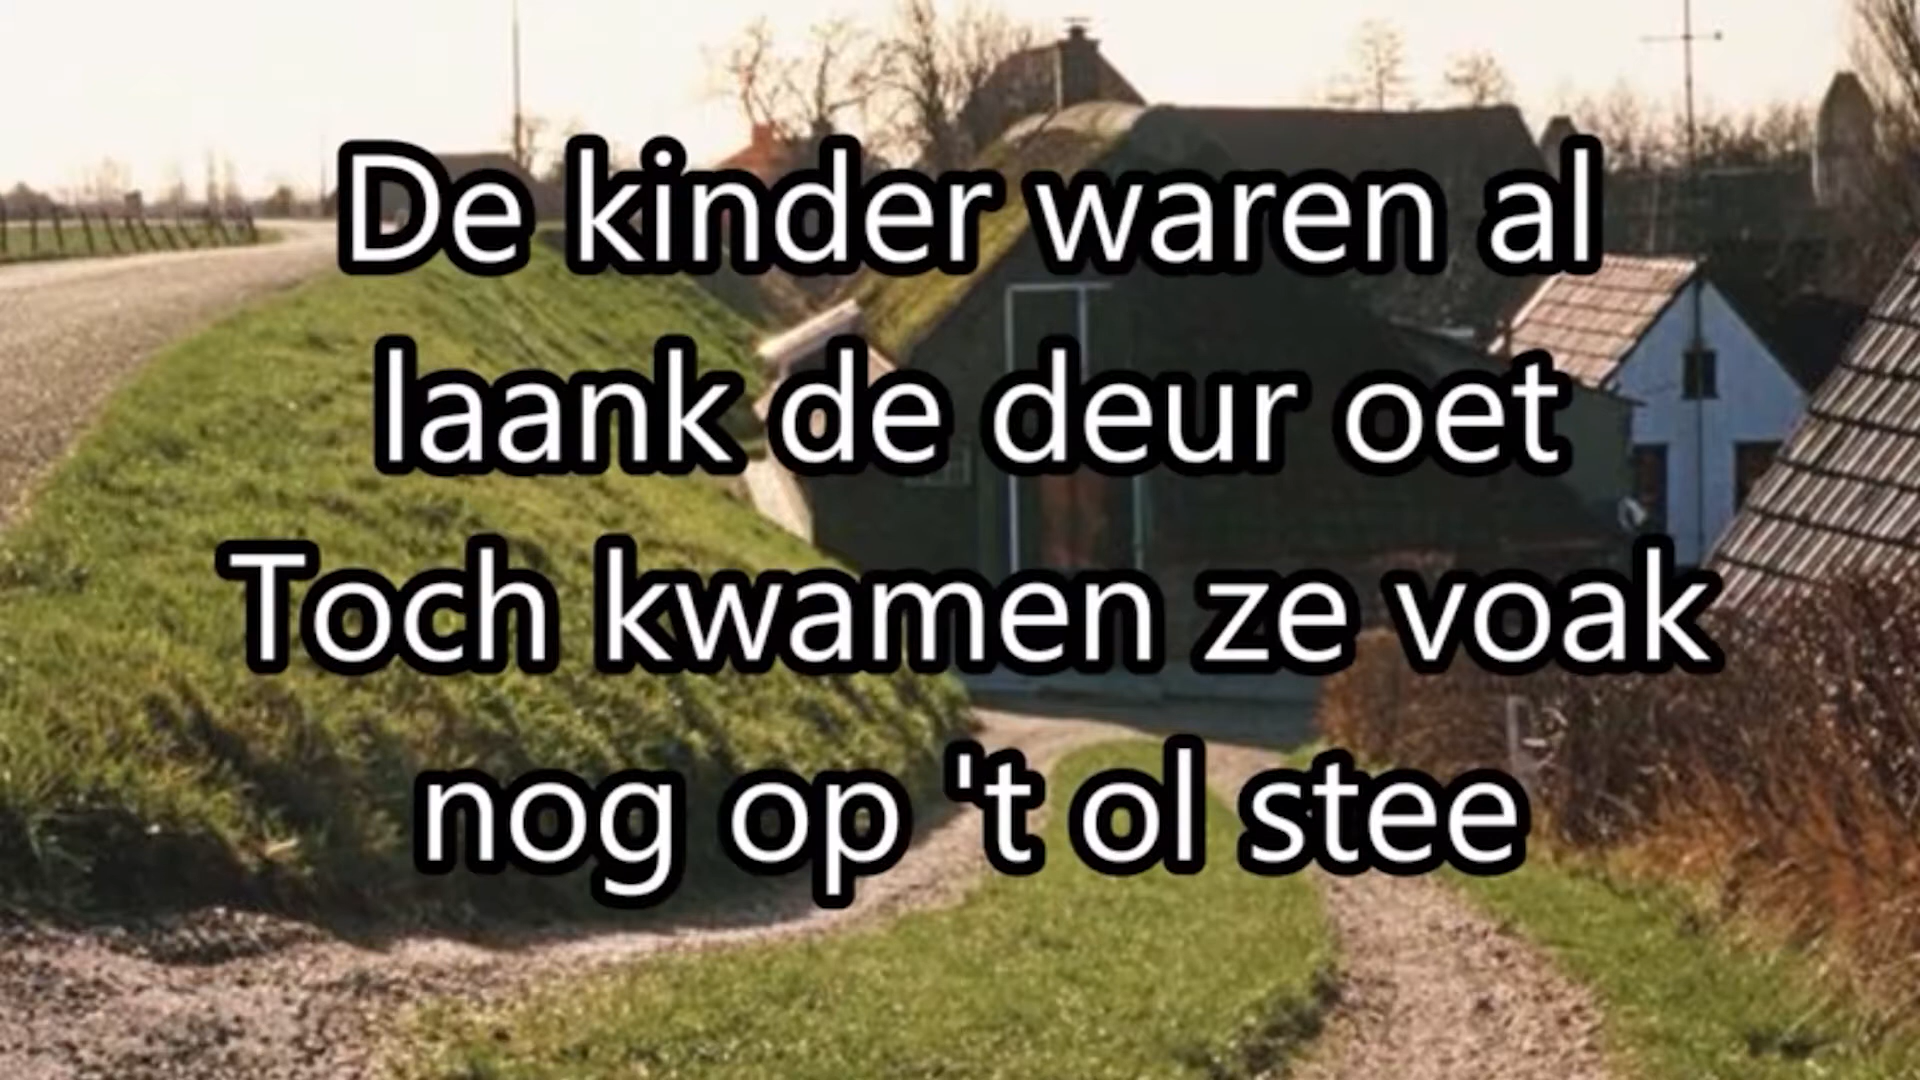 De kinder waren al
laank de deur oet
Toch kwamen ze voak
nog op 't ol stee